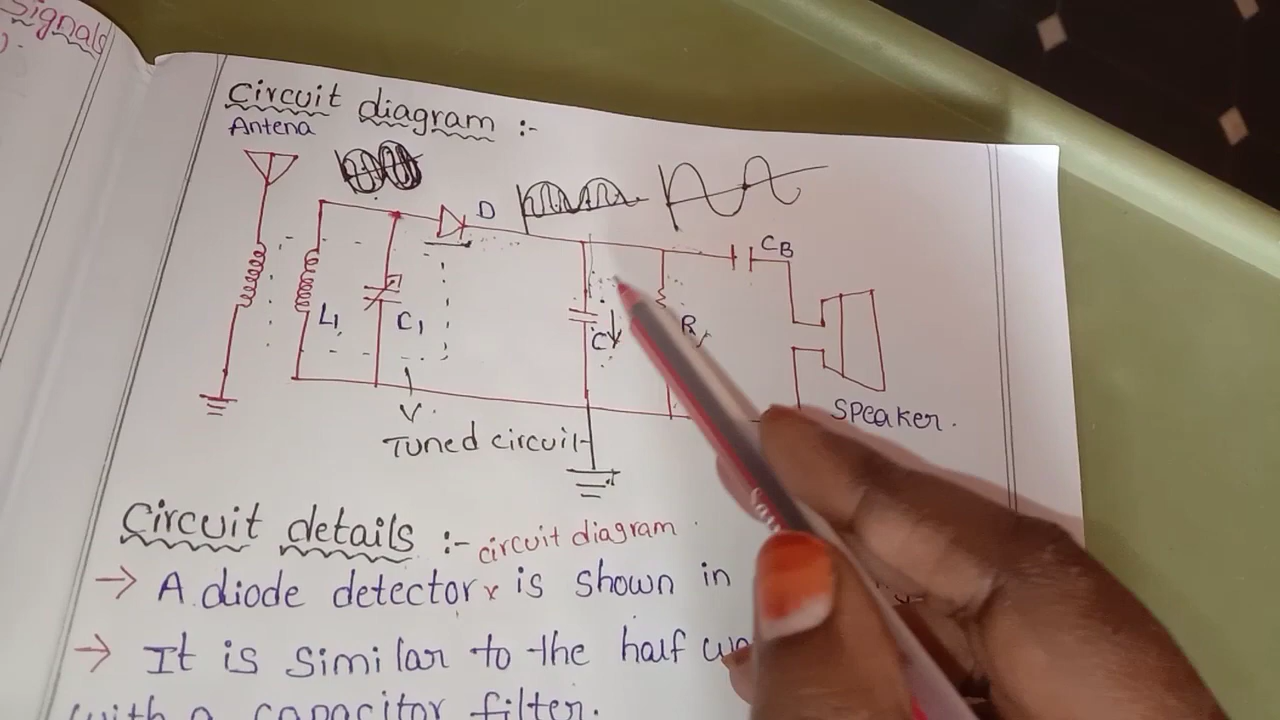 Signals
Circuit diagram :-
Antena
D
CB
L1
C1
C
R
Speaker.
Tuned circuit
Circuit details :- circuit diagram
→ A diode detector is shown in
→ It is similar to the half
with a capacitor filter.